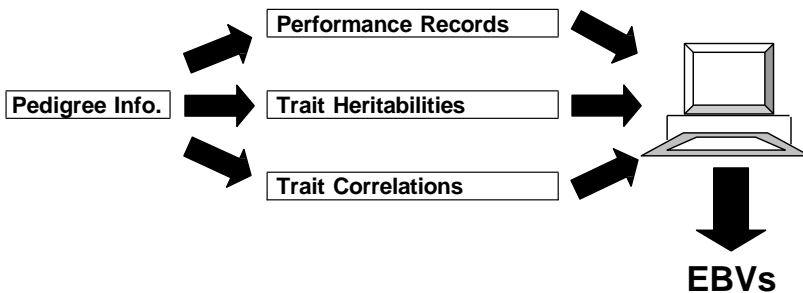 Performance Records
Pedigree Info.
Trait Heritabilities
Trait Correlations
EBVs